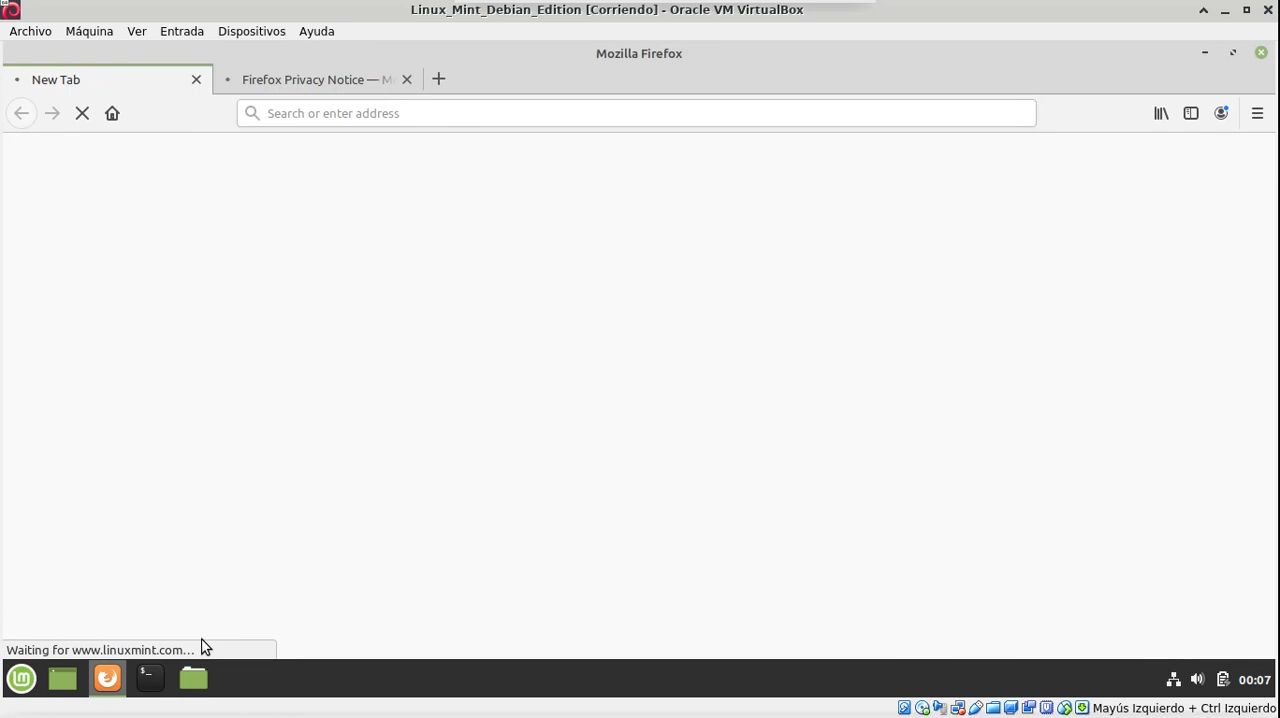 Linux_Mint_Debian_Edition [Corriendo] - Oracle VM VirtualBox
Archivo Máquina Ver Entrada Dispositivos Ayuda
Mozilla Firefox
New Tab Firefox Privacy Notice —
Search or enter address
Waiting for www.linuxmint.com…
lm $_ 00:07
Mayús Izquierdo + Ctrl Izquierdo